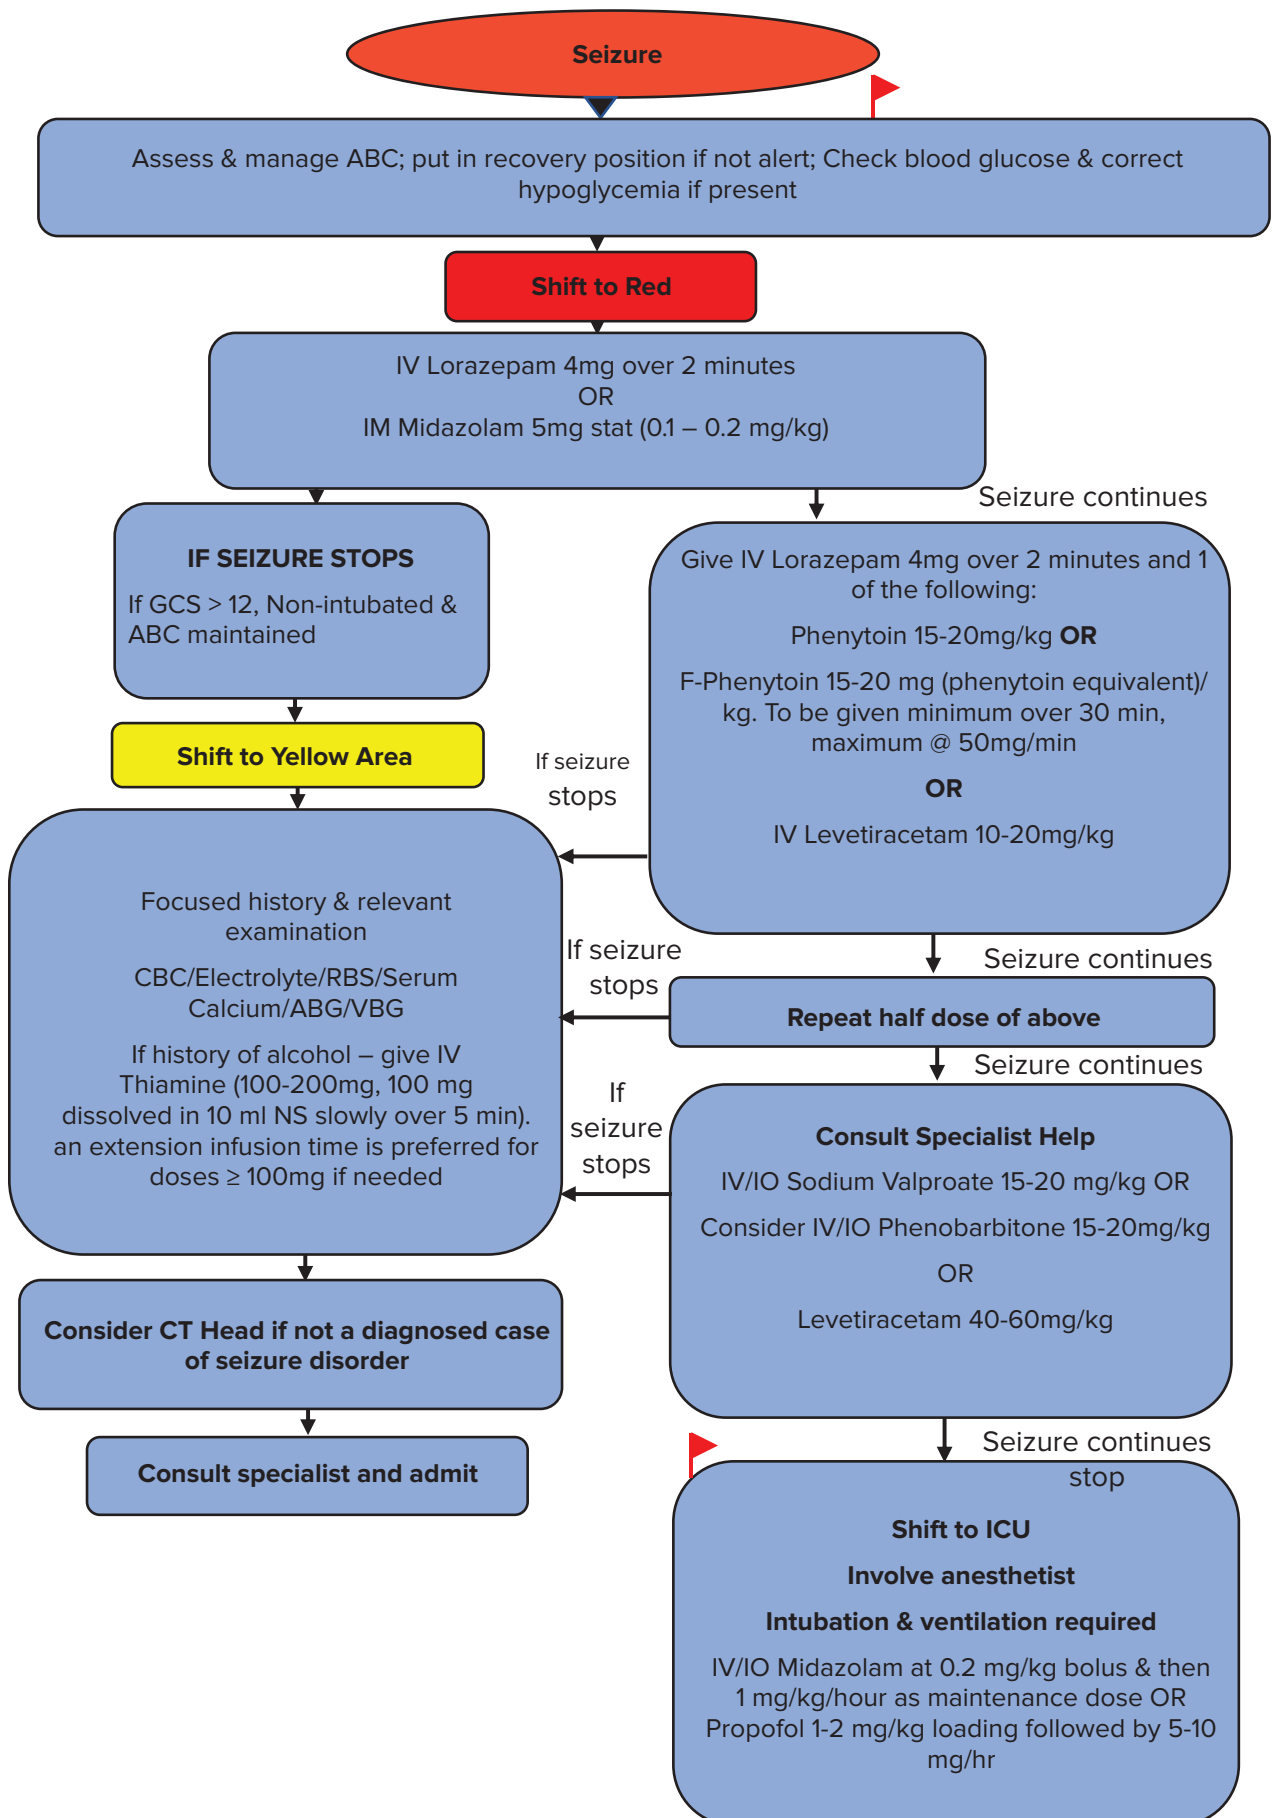 Seizure
Assess & manage ABC; put in recovery position if not alert; Check blood glucose & correct
hypoglycemia if present
Shift to Red
IV Lorazepam 4mg over 2 minutes
OR
IM Midazolam 5mg stat (0.1 – 0.2 mg/kg)
IF SEIZURE STOPS
If GCS > 12, Non-intubated &
ABC maintained
Shift to Yellow Area
Seizure continues
Give IV Lorazepam 4mg over 2 minutes and 1
of the following:
Phenytoin 15-20mg/kg OR
F-Phenytoin 15-20 mg (phenytoin equivalent)/
kg. To be given minimum over 30 min,
maximum @ 50mg/min
OR
IV Levetiracetam 10-20mg/kg
If seizure
stops
Focused history & relevant
examination
CBC/Electrolyte/RBS/Serum
Calcium/ABG/VBG
If history of alcohol – give IV
Thiamine (100-200mg, 100 mg
dissolved in 10 ml NS slowly over 5 min).
an extension infusion time is preferred for
doses ≥ 100mg if needed
If seizure
stops
Seizure continues
Repeat half dose of above
Seizure continues
If
seizure
stops
Consult Specialist Help
IV/IO Sodium Valproate 15-20 mg/kg OR
Consider IV/IO Phenobarbitone 15-20mg/kg
OR
Levetiracetam 40-60mg/kg
Consider CT Head if not a diagnosed case
of seizure disorder
Consult specialist and admit
Seizure continues
stop
Shift to ICU
Involve anesthetist
Intubation & ventilation required
IV/IO Midazolam at 0.2 mg/kg bolus & then
1 mg/kg/hour as maintenance dose OR
Propofol 1-2 mg/kg loading followed by 5-10
mg/hr